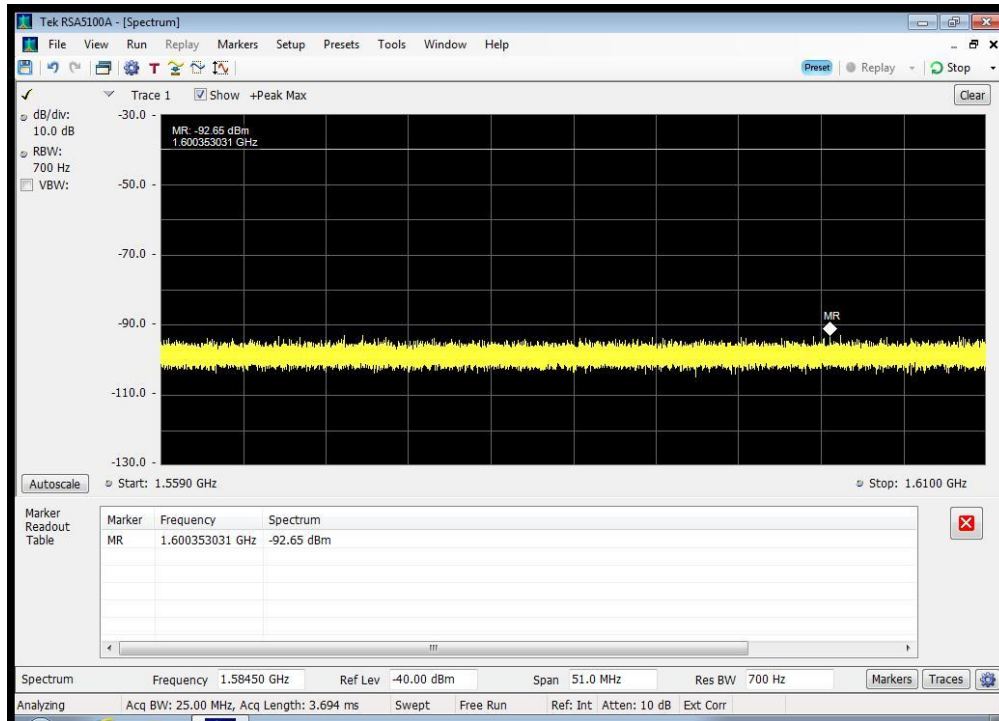 Tek RSA5100A - [Spectrum]
File View Run Replay Markers Setup Presets Tools Window Help
Preset Replay Stop
Trace 1 Show +Peak Max Clear
dB/div:
10.0 dB
RBW:
700 Hz
VBW:
-30.0
-50.0
-70.0
-90.0
-110.0
-130.0
MR: -92.65 dBm
1.600353031 GHz
MR
Autoscale Start: 1.5590 GHz Stop: 1.6100 GHz
Marker
Readout
Table
Marker Frequency Spectrum
MR 1.600353031 GHz -92.65 dBm
Spectrum Frequency 1.58450 GHz Ref Lev -40.00 dBm Span 51.0 MHz Res BW 700 Hz Markers Traces
Analyzing Acq BW: 25.00 MHz, Acq Length: 3.694 ms Swept Free Run Ref: Int Atten: 10 dB Ext Corr